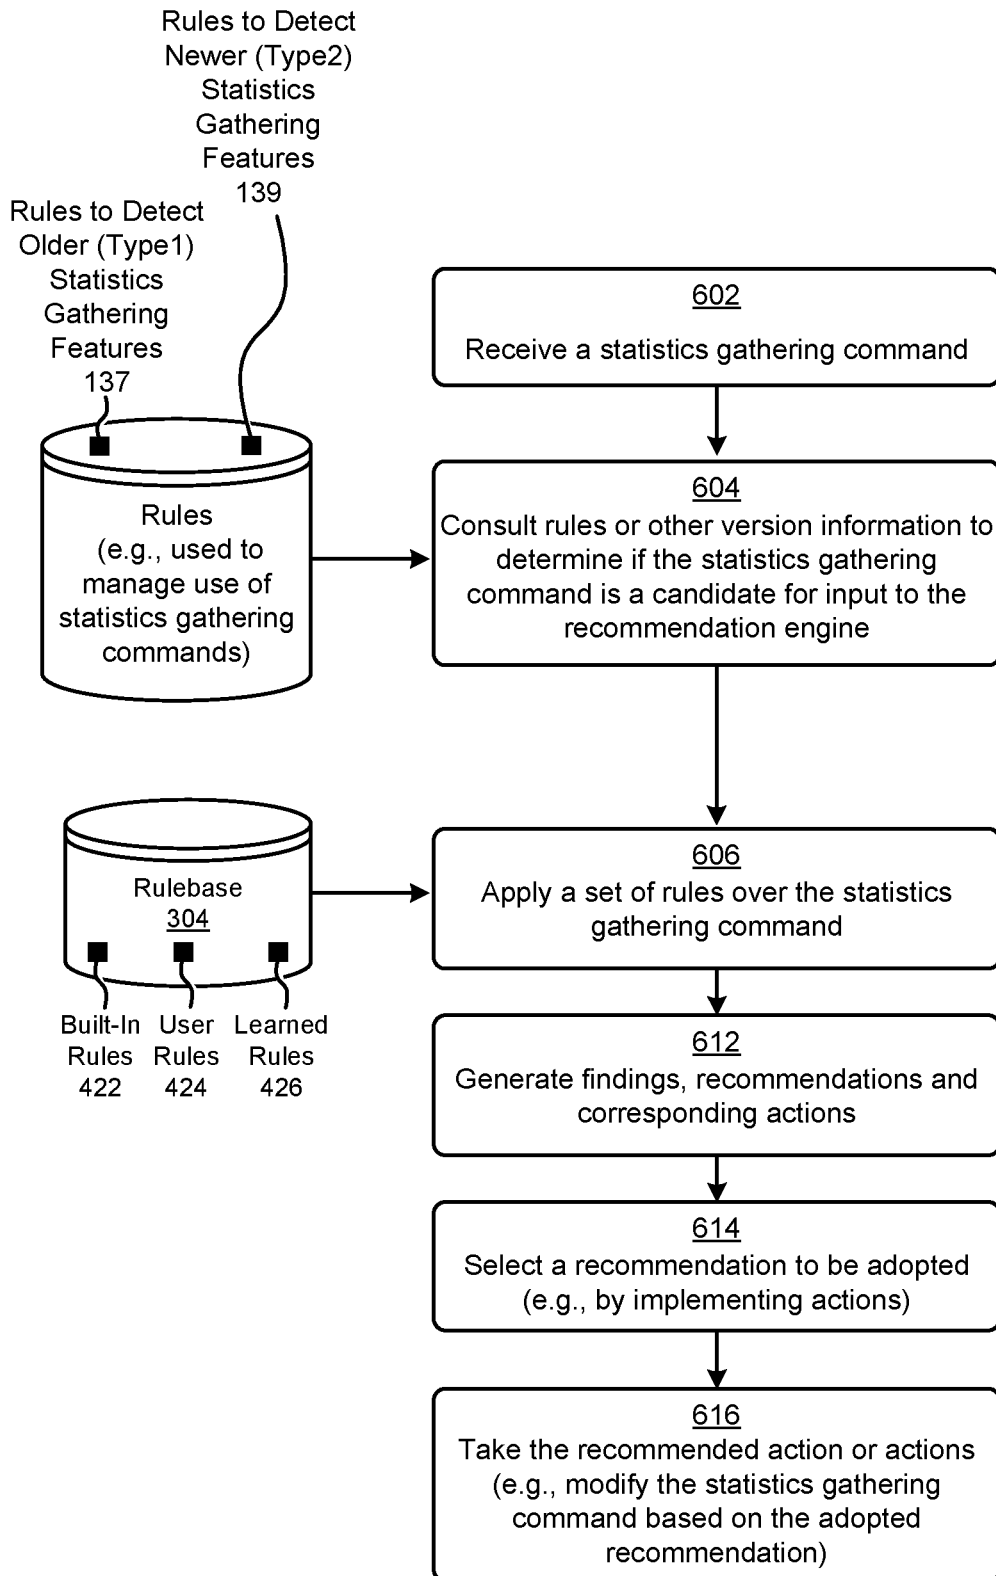 Rules to Detect
Newer (Type2)
Statistics
Gathering
Features
139
Rules to Detect
Older (Type1)
Statistics
Gathering
Features
137
Rules
(e.g., used to
manage use of
statistics gathering
commands)
602
Receive a statistics gathering command
604
Consult rules or other version information to
determine if the statistics gathering
command is a candidate for input to the
recommendation engine
Rulebase
304
Built-In
Rules
422
User
Rules
424
Learned
Rules
426
606
Apply a set of rules over the statistics
gathering command
612
Generate findings, recommendations and
corresponding actions
614
Select a recommendation to be adopted
(e.g., by implementing actions)
616
Take the recommended action or actions
(e.g., modify the statistics gathering
command based on the adopted
recommendation)